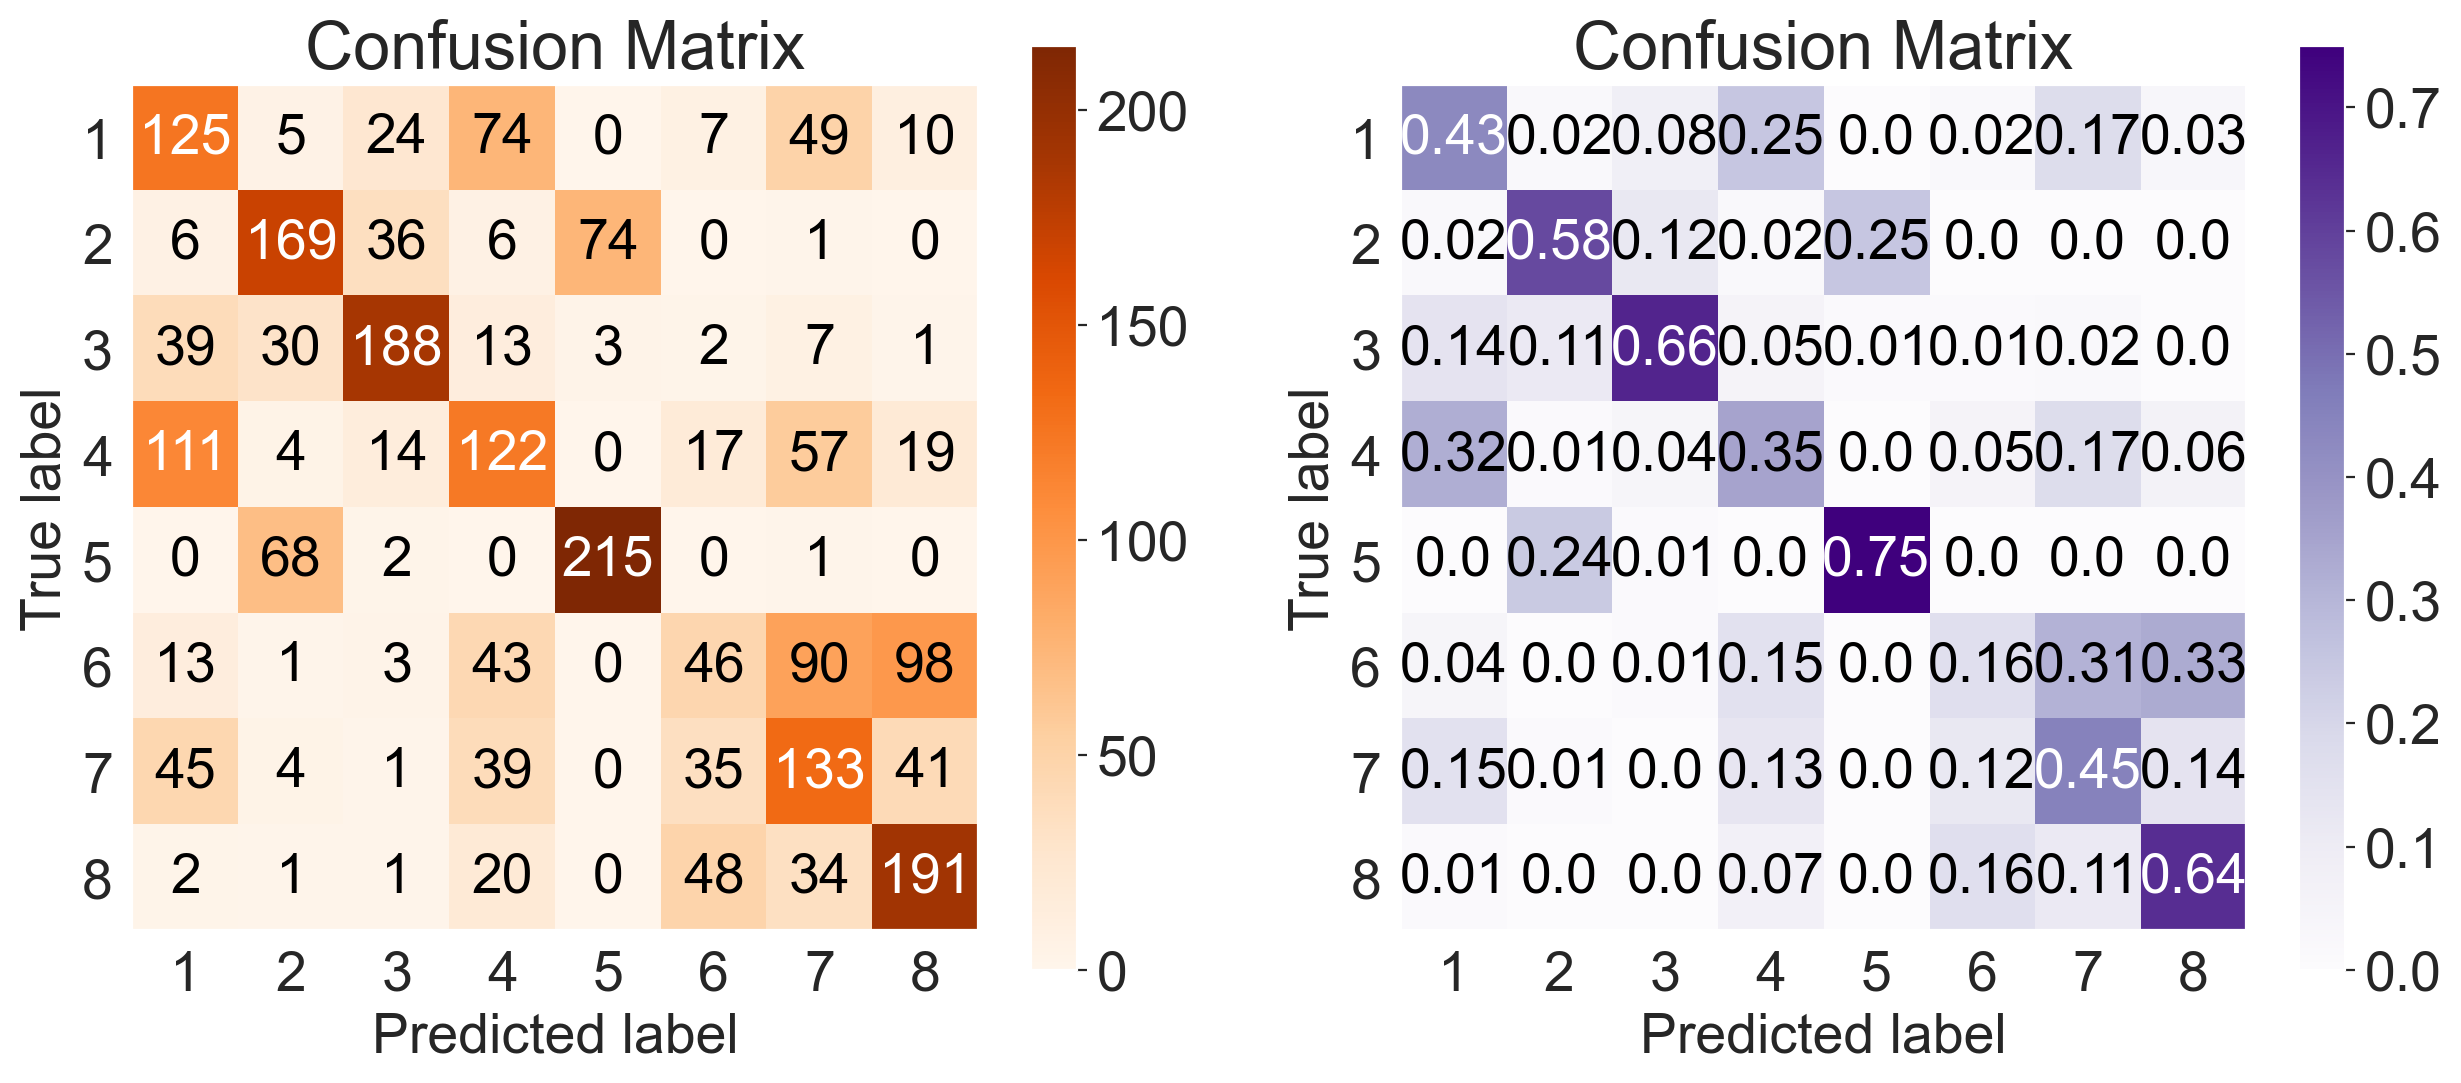 Confusion Matrix
1 125 5 24 74 0 7 49 10
2 6 169 36 6 74 0 1 0
3 39 30 188 13 3 2 7 1
4 111 4 14 122 0 17 57 19
5 0 68 2 0 215 0 1 0
6 13 1 3 43 0 46 90 98
7 45 4 1 39 0 35 133 41
8 2 1 1 20 0 48 34 191
1 2 3 4 5 6 7 8
Predicted label
True label
200
150
100
50
0
Confusion Matrix
1 0.43 0.02 0.08 0.25 0.0 0.02 0.17 0.03
2 0.02 0.58 0.12 0.02 0.25 0.0 0.0 0.0
3 0.14 0.11 0.66 0.05 0.01 0.01 0.02 0.0
4 0.32 0.01 0.04 0.35 0.0 0.05 0.17 0.06
5 0.0 0.24 0.01 0.0 0.75 0.0 0.0 0.0
6 0.04 0.0 0.01 0.15 0.0 0.16 0.31 0.33
7 0.15 0.01 0.0 0.13 0.0 0.12 0.45 0.14
8 0.01 0.0 0.0 0.07 0.0 0.16 0.11 0.64
1 2 3 4 5 6 7 8
Predicted label
True label
0.7
0.6
0.5
0.4
0.3
0.2
0.1
0.0